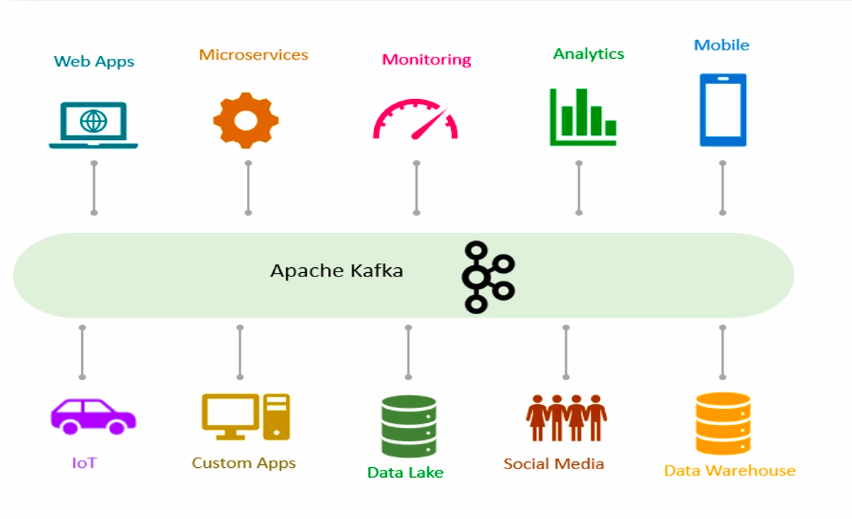 Web Apps
Microservices
Monitoring
Analytics
Mobile
Apache Kafka
IoT
Custom Apps
Data Lake
Social Media
Data Warehouse